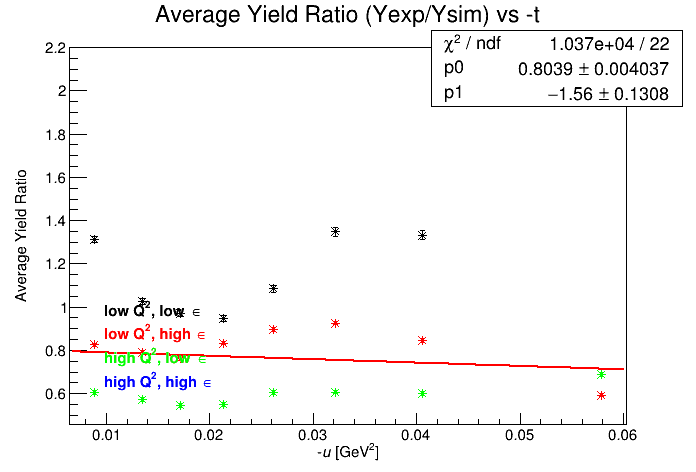 Average Yield Ratio (Yexp/Ysim) vs -t
χ² / ndf 1.037e+04 / 22
p0 0.8039 ± 0.004037
p1 −1.56 ± 0.1308
Average Yield Ratio
2.2
2
1.8
1.6
1.4
1.2
1
0.8
0.6
low Q², low ∈
low Q², high ∈
high Q², low ∈
high Q², high ∈
0.01 0.02 0.03 0.04 0.05 0.06
-u [GeV²]